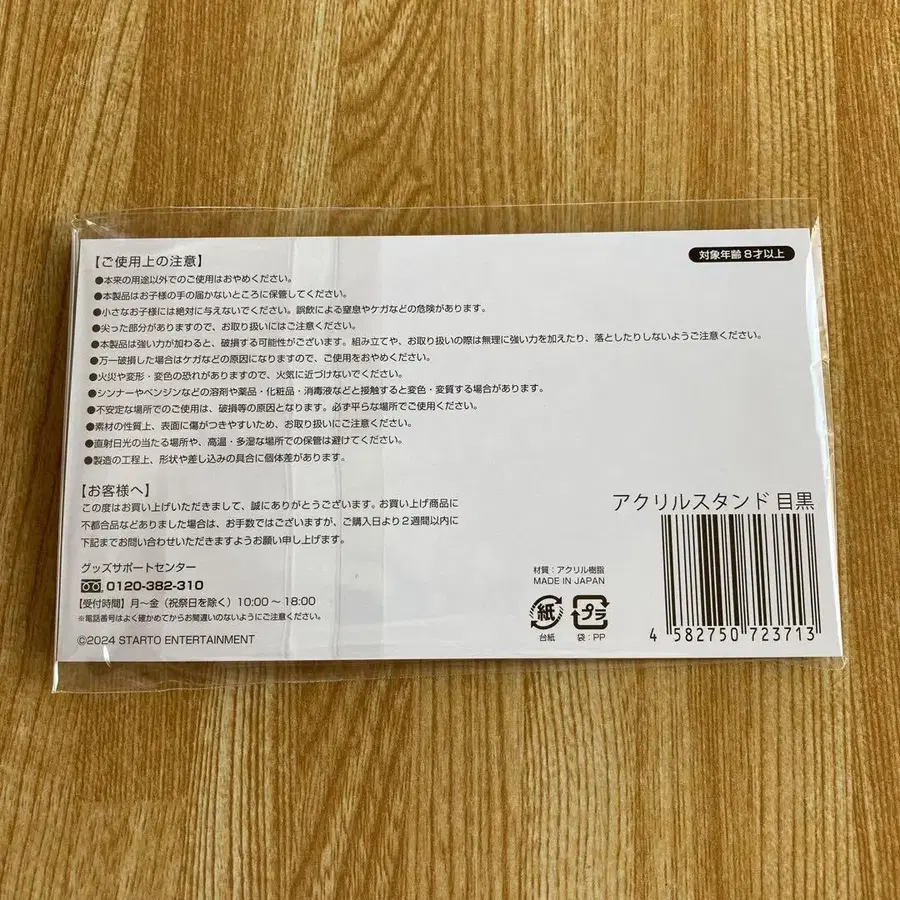 【ご使用上の注意】
対象年齢8才以上
●本来の用途以外でのご使用はおやめください。
●本製品はお子様の手の届かないところに保管してください。
●小さなお子様には絶対に与えないでください。誤飲による窒息やケガなどの危険があります。
●尖った部分がありますので、お取り扱いにはご注意ください。
●本製品は強い力が加わると、破損する可能性がございます。組み立てや、お取り扱いの際は無理に強い力を加えたり、落としたりしないようご注意ください。
●万一破損した場合はケガなどの原因になりますので、ご使用をおやめください。
●火災や変形・変色の恐れがありますので、火気に近づけないでください。
●シンナーやベンジンなどの溶剤や薬品・化粧品・消毒液などと接触すると変色・変質する場合があります。
●不安定な場所でのご使用は、破損等の原因となります。必ず平らな場所でご使用ください。
●素材の性質上、表面に傷がつきやすいため、お取り扱いにご注意ください。
●直射日光の当たる場所や、高温・多湿な場所での保管は避けてください。
●製造の工程上、形状や差し込みの具合に個体差があります。
【お客様へ】
この度はお買い上げいただきまして、誠にありがとうございます。お買い上げ商品に
不都合品などありました場合は、お手数ではございますが、ご購入日より2週間以内に
下記までお問い合わせいただきますようお願い申し上げます。
グッズサポートセンター
0120-382-310
【受付時間】月〜金（祝祭日を除く）10:00〜18:00
※電話番号はよく確かめてからお間違いのないようにご注意ください。
©2024 STARTO ENTERTAINMENT
材質：アクリル樹脂
MADE IN JAPAN
紙
プラ
台紙
袋：PP
アクリルスタンド 目黒
4 582750 723713